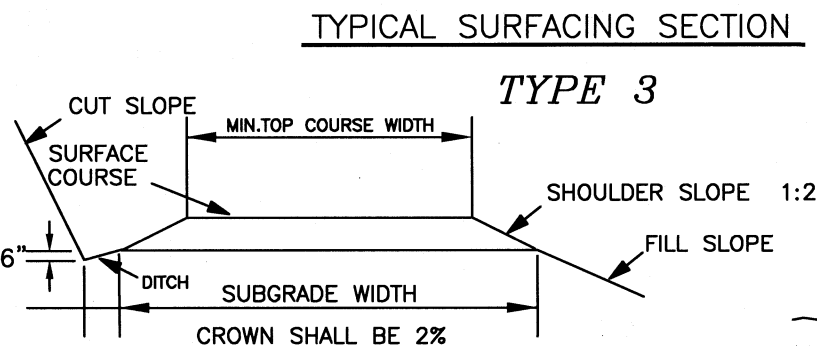 TYPICAL SURFACING SECTION
TYPE 3
CUT SLOPE
MIN.TOP COURSE WIDTH
SURFACE
COURSE
SHOULDER SLOPE 1:2
FILL SLOPE
6"
DITCH
SUBGRADE WIDTH
CROWN SHALL BE 2%